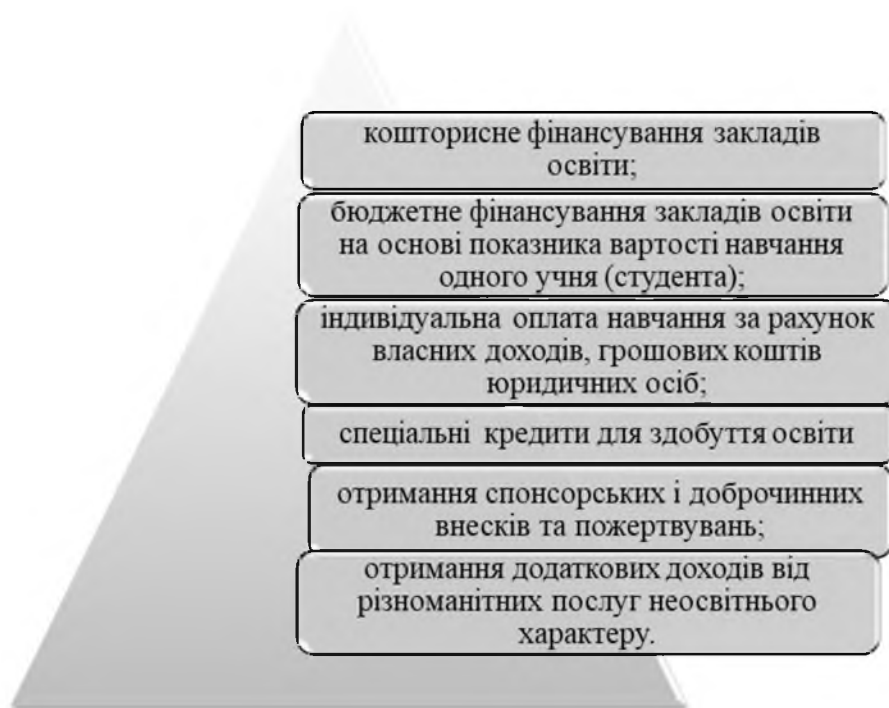 кошторисне фінансування закладів
освіти;
бюджетне фінансування закладів освіти
на основі показника вартості навчання
одного учня (студента);
індивідуальна оплата навчання за рахунок
власних доходів, грошових коштів
юридичних осіб;
спеціальні кредити для здобуття освіти
отримання спонсорських і доброчинних
внесків та пожертвувань;
отримання додаткових доходів від
різноманітних послуг неосвітнього
характеру.